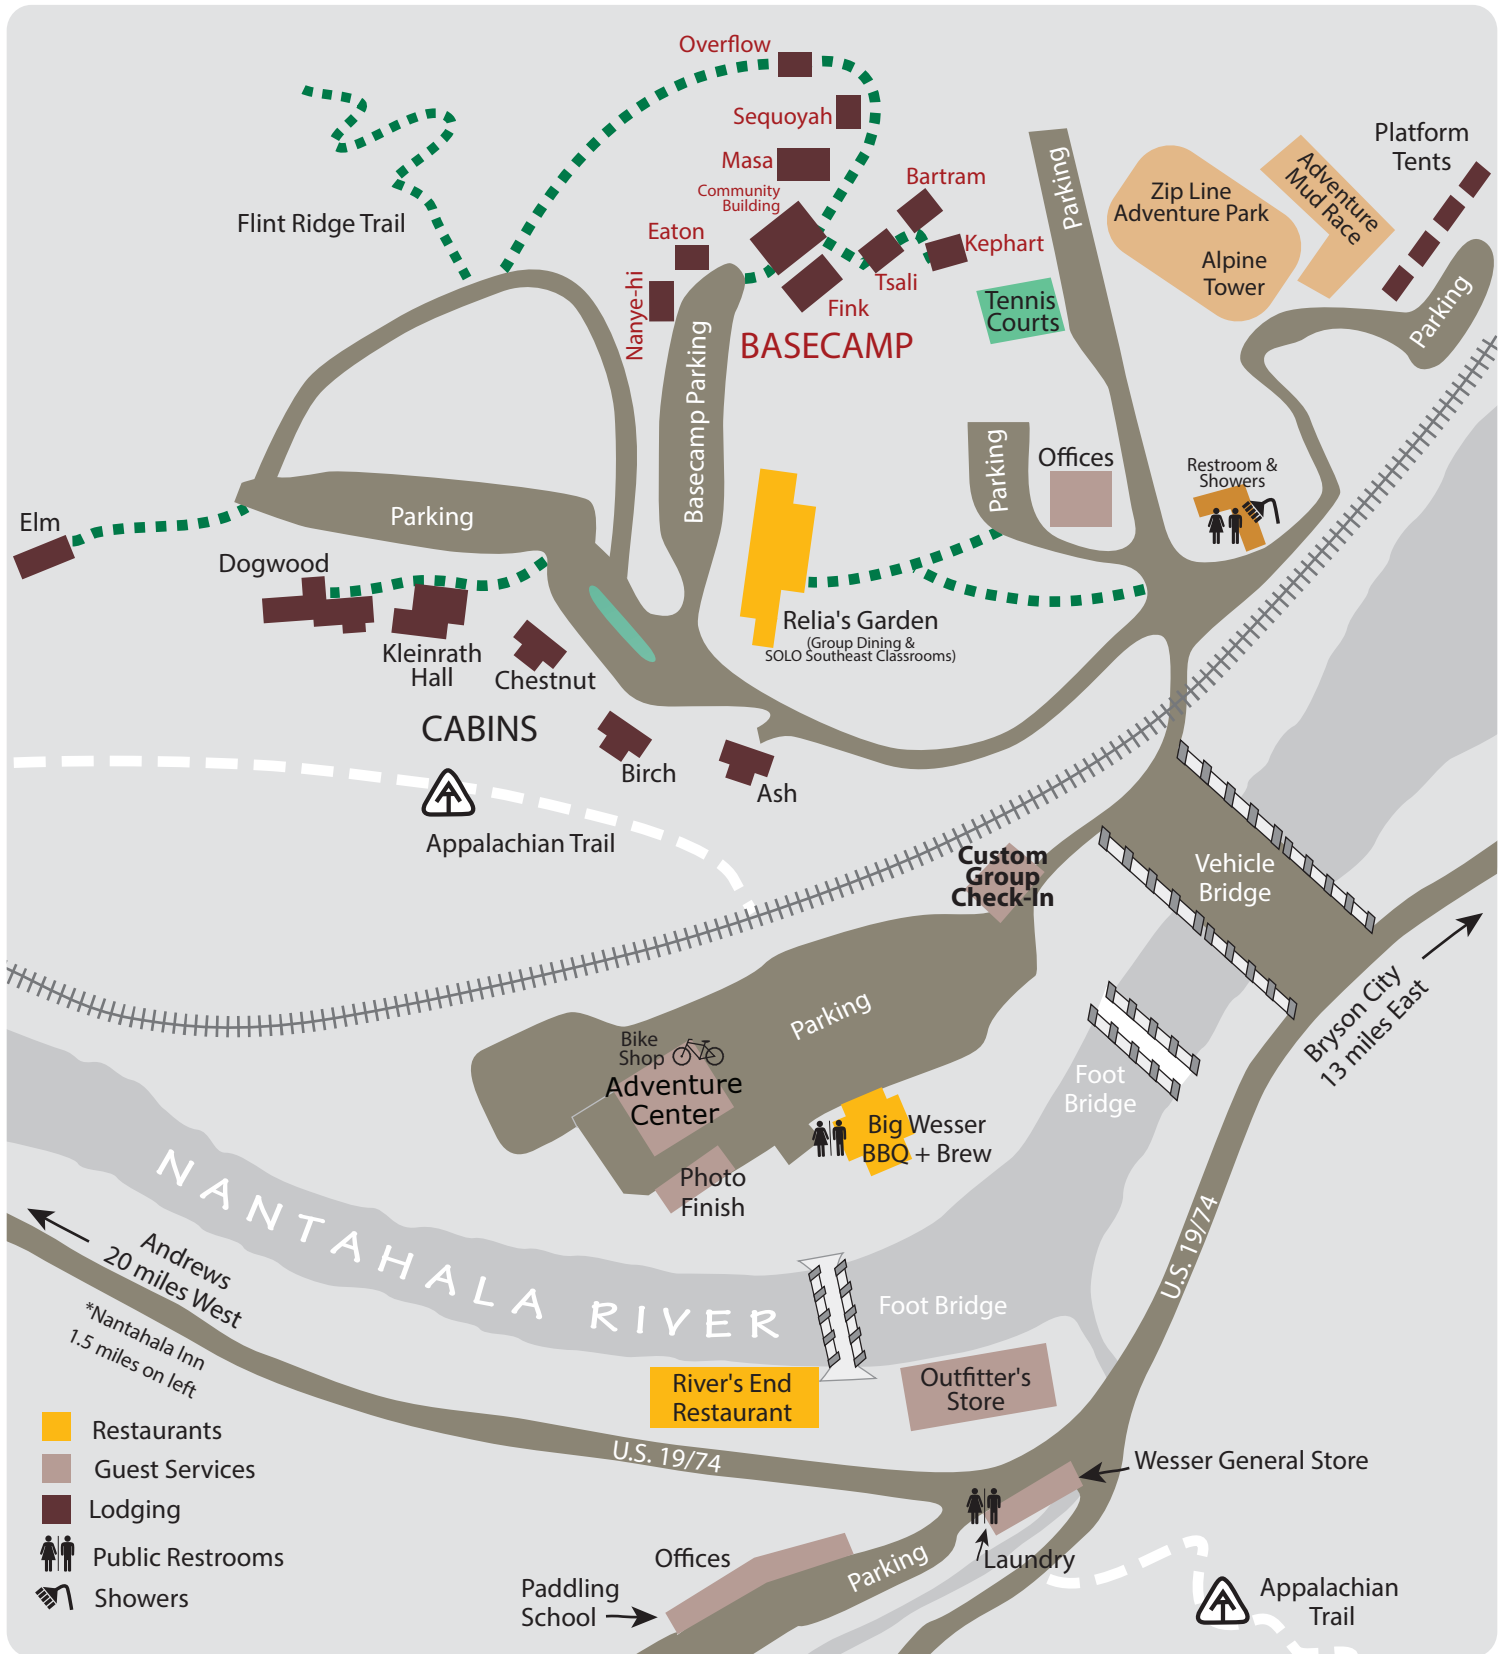 Overflow
Sequoyah
Masa
Community
Building
Bartram
Eaton
Kephart
Tsali
Nanye-hi
Fink
BASECAMP
Basecamp Parking
Flint Ridge Trail
Parking
Tennis
Courts
Zip Line
Adventure Park
Alpine
Tower
Adventure
Mud Race
Platform
Tents
Parking
Parking
Offices
Restroom &
Showers
Elm
Parking
Dogwood
Kleinrath
Hall
Chestnut
CABINS
Birch
Ash
Relia's Garden
(Group Dining &
SOLO Southeast Classrooms)
Appalachian Trail
Custom
Group
Check-In
Vehicle
Bridge
Bryson City
13 miles East
Parking
Bike
Shop
Adventure
Center
Foot
Bridge
Big Wesser
BBQ + Brew
Photo
Finish
NANTAHALA RIVER
Andrews
20 miles West
*Nantahala Inn
1.5 miles on left
Foot Bridge
U.S. 19/74
River's End
Restaurant
Outfitter's
Store
U.S. 19/74
Wesser General Store
Laundry
Parking
Offices
Paddling
School
Appalachian
Trail
Restaurants
Guest Services
Lodging
Public Restrooms
Showers